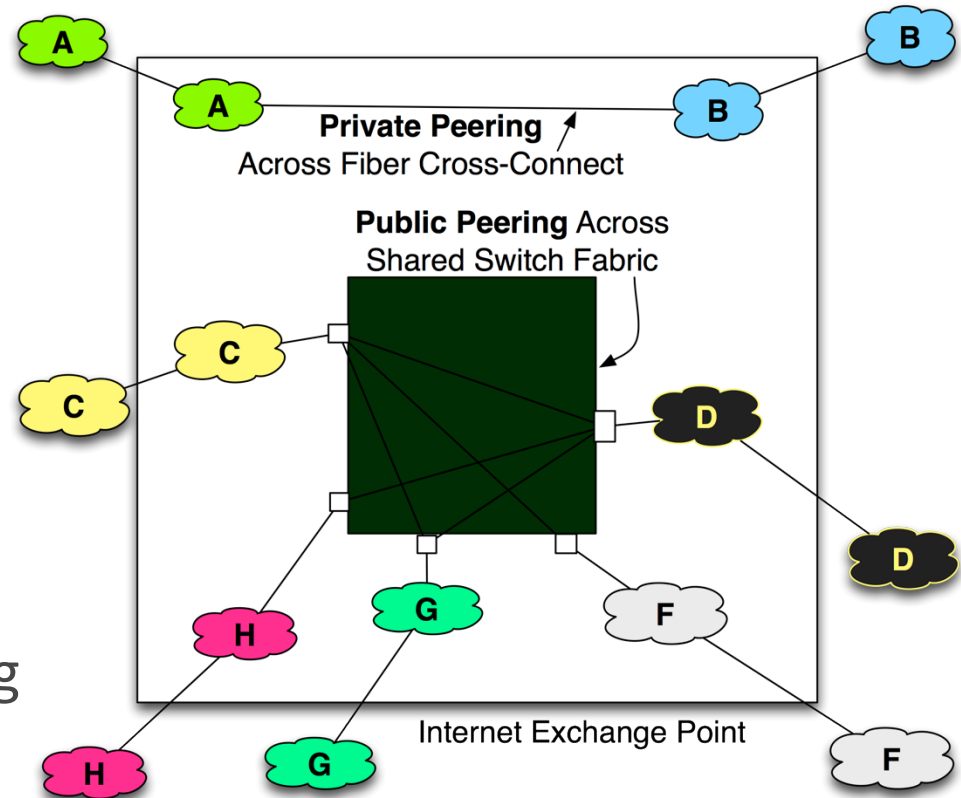 A
B
A
B
Private Peering
Across Fiber Cross-Connect
Public Peering Across
Shared Switch Fabric
C
C
D
D
G
F
H
g
Internet Exchange Point
F
G
H